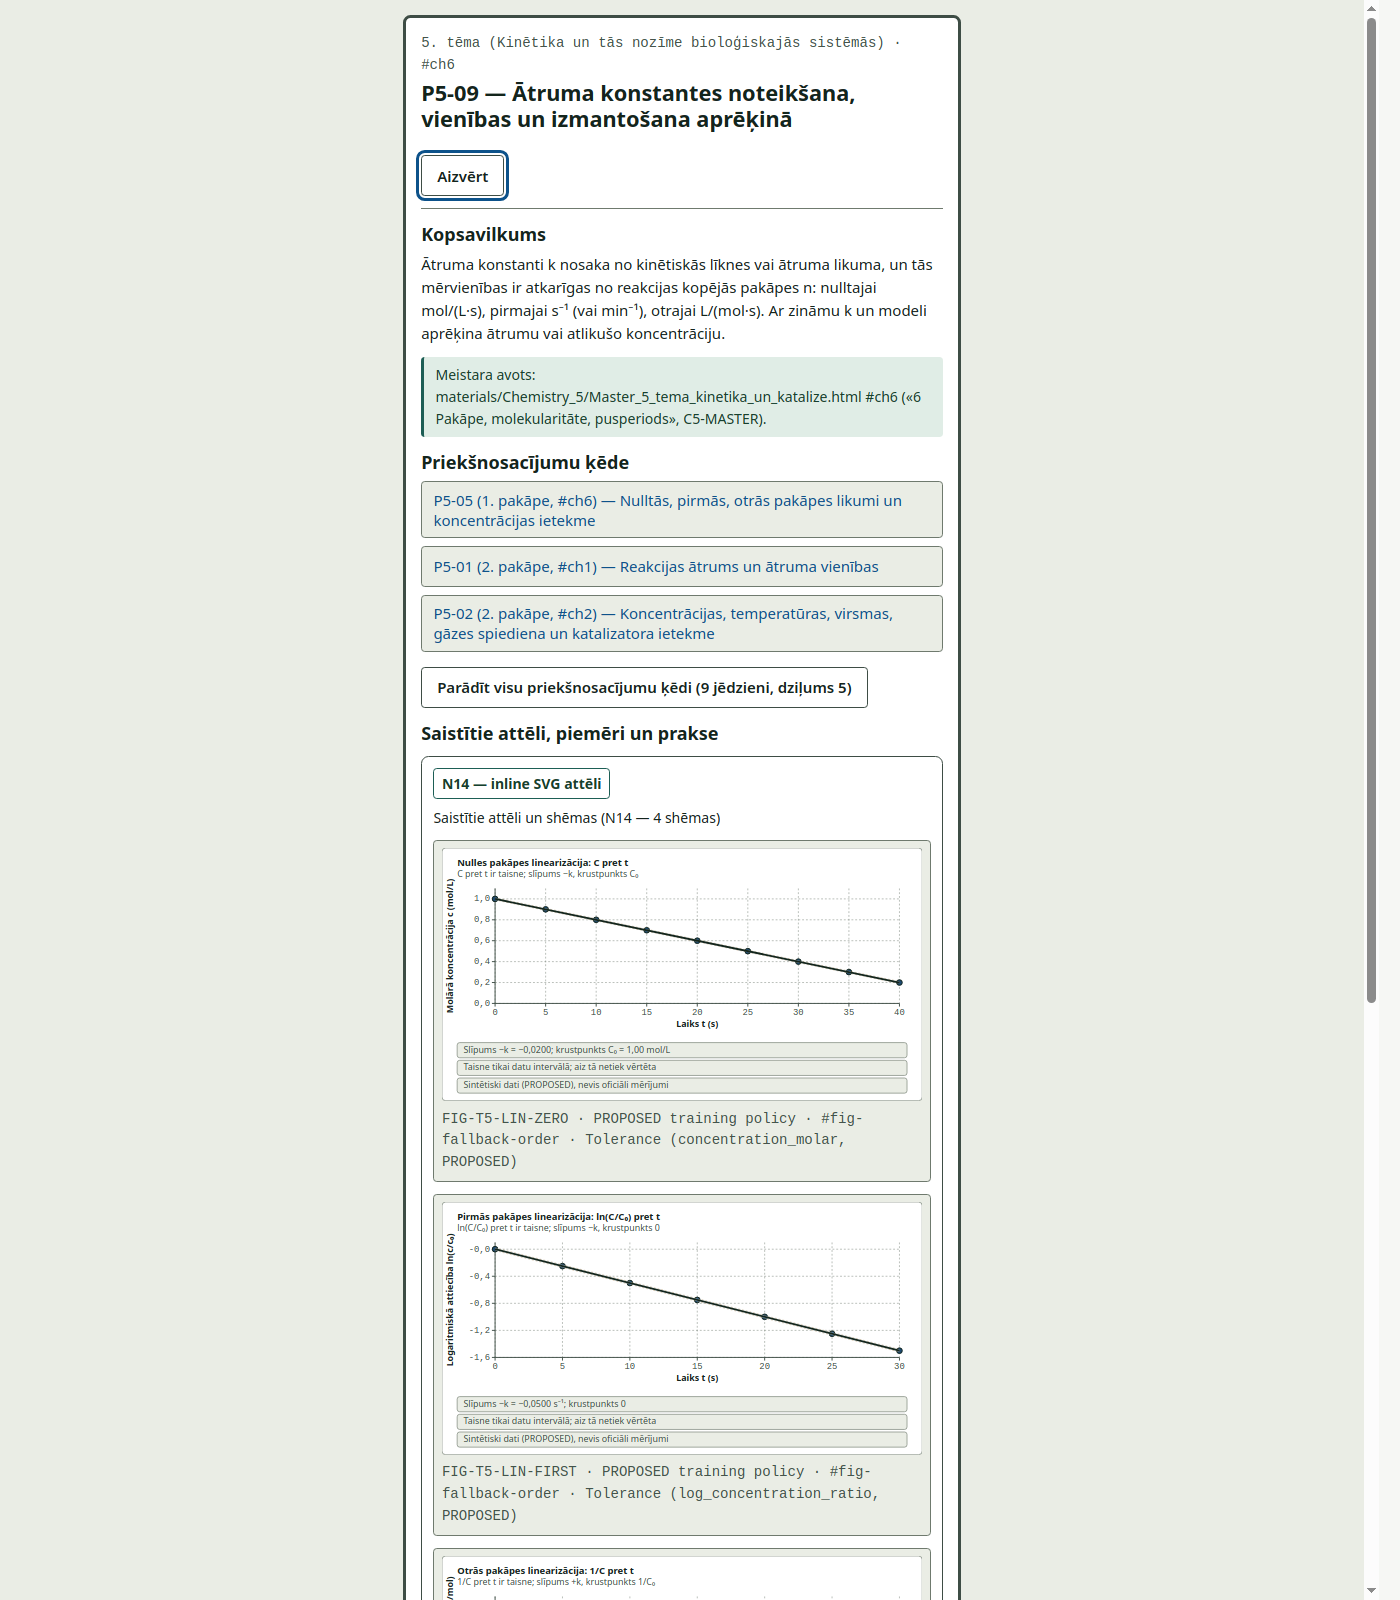 5. tēma (Kinētika un tās nozīme bioloģiskajās sistēmās) ·
#ch6
P5-09 — Ātruma konstantes noteikšana,
vienības un izmantošana aprēķinā
Aizvērt
Kopsavilkums
Ātruma konstanti k nosaka no kinētiskās līknes vai ātruma likuma, un tās
mērvienības ir atkarīgas no reakcijas kopējās pakāpes n: nulltajai
mol/(L·s), pirmajai s⁻¹ (vai min⁻¹), otrajai L/(mol·s). Ar zināmu k un modeli
aprēķina ātrumu vai atlikušo koncentrāciju.
Meistara avots:
materials/Chemistry_5/Master_5_tema_kinetika_un_katalize.html #ch6 («6
Pakāpe, molekularitāte, pusperiods», C5-MASTER).
Priekšnosacījumu ķēde
P5-05 (1. pakāpe, #ch6) — Nulltās, pirmās, otrās pakāpes likumi un
koncentrācijas ietekme
P5-01 (2. pakāpe, #ch1) — Reakcijas ātrums un ātruma vienības
P5-02 (2. pakāpe, #ch2) — Koncentrācijas, temperatūras, virsmas,
gāzes spiediena un katalizatora ietekme
Parādīt visu priekšnosacījumu ķēdi (9 jēdzieni, dziļums 5)
Saistītie attēli, piemēri un prakse
N14 — inline SVG attēli
Saistītie attēli un shēmas (N14 — 4 shēmas)
Nulles pakāpes linearizācija: C pret t
C pret t ir taisne; slīpums −k, krustpunkts C₀
Molārā koncentrācija c (mol/L)
1,0
0,8
0,6
0,4
0,2
0,0
0 5 10 15 20 25 30 35 40
Laiks t (s)
Slīpums −k = −0,0200; krustpunkts C₀ = 1,00 mol/L
Taisne tikai datu intervālā; aiz tā netiek vērtēta
Sintētiski dati (PROPOSED), nevis oficiāli mērījumi
FIG-T5-LIN-ZERO · PROPOSED training policy · #fig-
fallback-order · Tolerance (concentration_molar,
PROPOSED)
Pirmās pakāpes linearizācija: ln(C/C₀) pret t
ln(C/C₀) pret t ir taisne; slīpums −k, krustpunkts 0
Logaritmiskā attiecība ln(c/c₀)
-0,0
-0,4
-0,8
-1,2
-1,6
0 5 10 15 20 25 30
Laiks t (s)
Slīpums −k = −0,0500 s⁻¹; krustpunkts 0
Taisne tikai datu intervālā; aiz tā netiek vērtēta
Sintētiski dati (PROPOSED), nevis oficiāli mērījumi
FIG-T5-LIN-FIRST · PROPOSED training policy · #fig-
fallback-order · Tolerance (log_concentration_ratio,
PROPOSED)
Otrās pakāpes linearizācija: 1/C pret t
1/C pret t ir taisne; slīpums +k, krustpunkts 1/C₀
/mol)